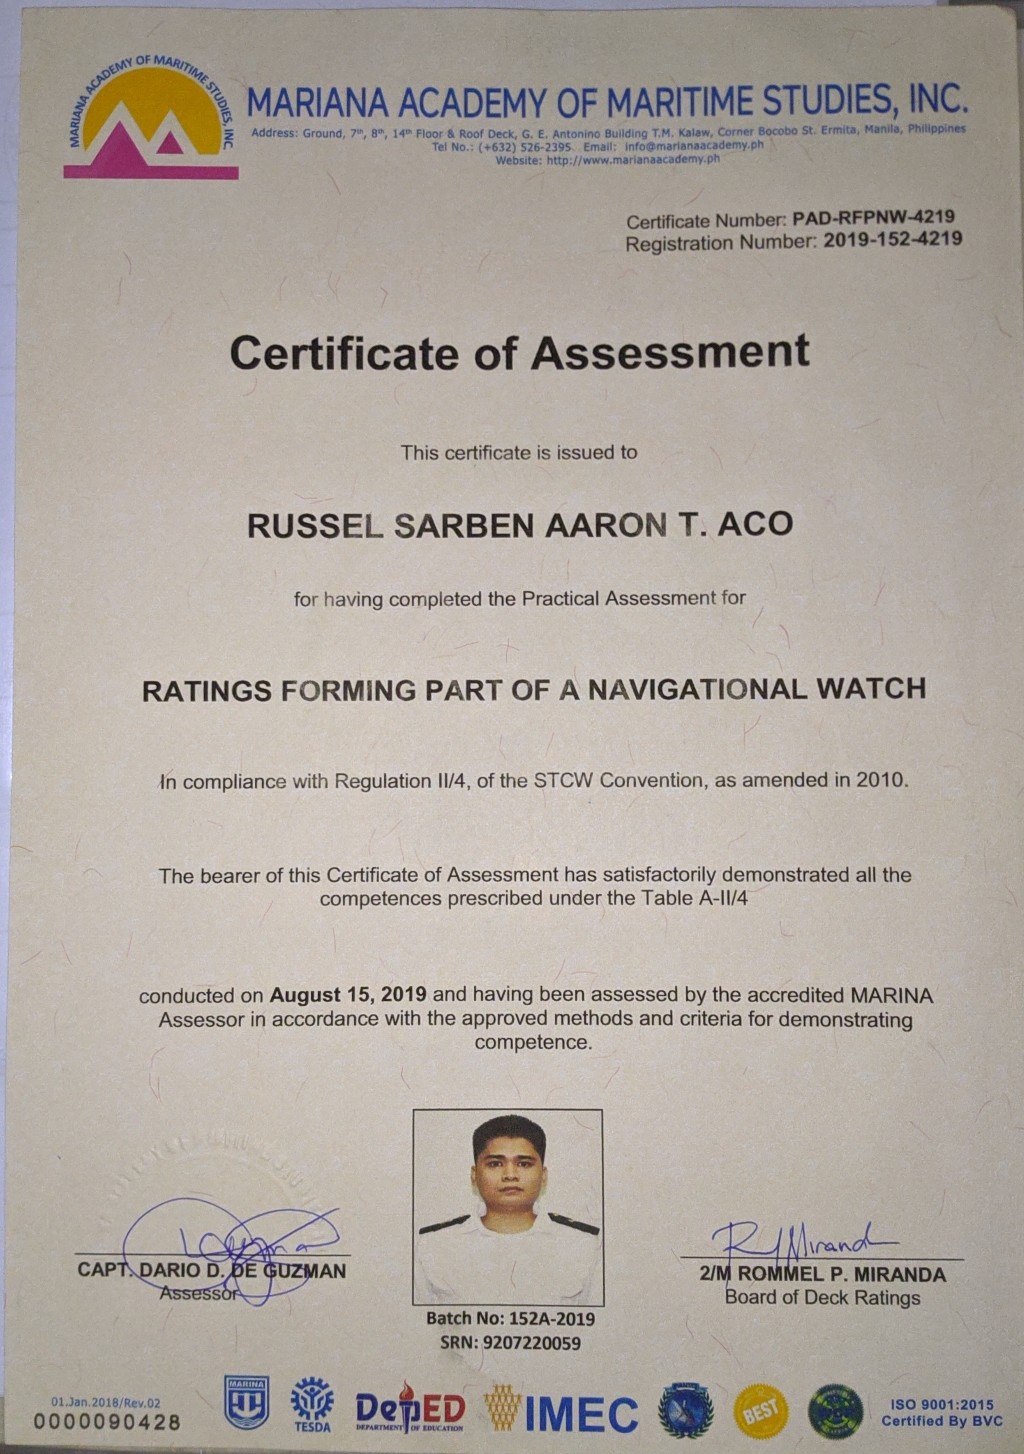 MARIANA ACADEMY OF MARITIME STUDIES, INC
MARIANA ACADEMY OF MARITIME STUDIES, INC.
Address: Ground, 7th, 8th, 14th Floor & Roof Deck, G. E. Antonino Building T.M. Kalaw, Corner Bocobo St. Ermita, Manila, Philippines
Tel No.: (+632) 526-2395 Email: info@marianaacademy.ph
Website: http://www.marianaacademy.ph
Certificate Number: PAD-RFPNW-4219
Registration Number: 2019-152-4219
Certificate of Assessment
This certificate is issued to
RUSSEL SARBEN AARON T. ACO
for having completed the Practical Assessment for
RATINGS FORMING PART OF A NAVIGATIONAL WATCH
In compliance with Regulation II/4, of the STCW Convention, as amended in 2010.
The bearer of this Certificate of Assessment has satisfactorily demonstrated all the
competences prescribed under the Table A-II/4
conducted on August 15, 2019 and having been assessed by the accredited MARINA
Assessor in accordance with the approved methods and criteria for demonstrating
competence.
CAPT. DARIO D. DE GUZMAN
Assessor
Batch No: 152A-2019
SRN: 9207220059
RMirand
2/M ROMMEL P. MIRANDA
Board of Deck Ratings
01.Jan.2018/Rev.02
0000090428
MARINA
TESDA
DepED
DEPARTMENT OF EDUCATION
IMEC
BEST
ISO 9001:2015
Certified By BVC